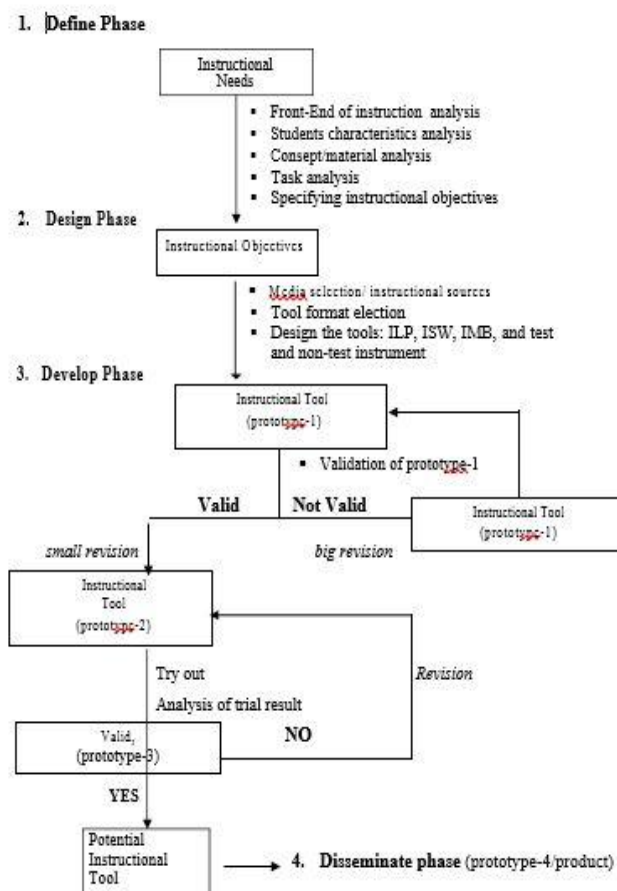 1. Define Phase
Instructional
Needs
▪ Front-End of instruction analysis
▪ Students characteristics analysis
▪ Consept/material analysis
▪ Task analysis
▪ Specifying instructional objectives
2. Design Phase
Instructional Objectives
▪ Media selection/ instructional sources
▪ Tool format election
▪ Design the tools: ILP, ISW, IMB, and test
and non-test instrument
3. Develop Phase
Instructional Tool
(prototype-1)
▪ Validation of prototype-1
Valid Not Valid
Instructional Tool
(prototype-1)
small revision
big revision
Instructional
Tool
(prototype-2)
Try out
Revision
Analysis of trial result
Valid,
(prototype-3)
NO
YES
Potential
Instructional
Tool
4. Disseminate phase (prototype-4/product)